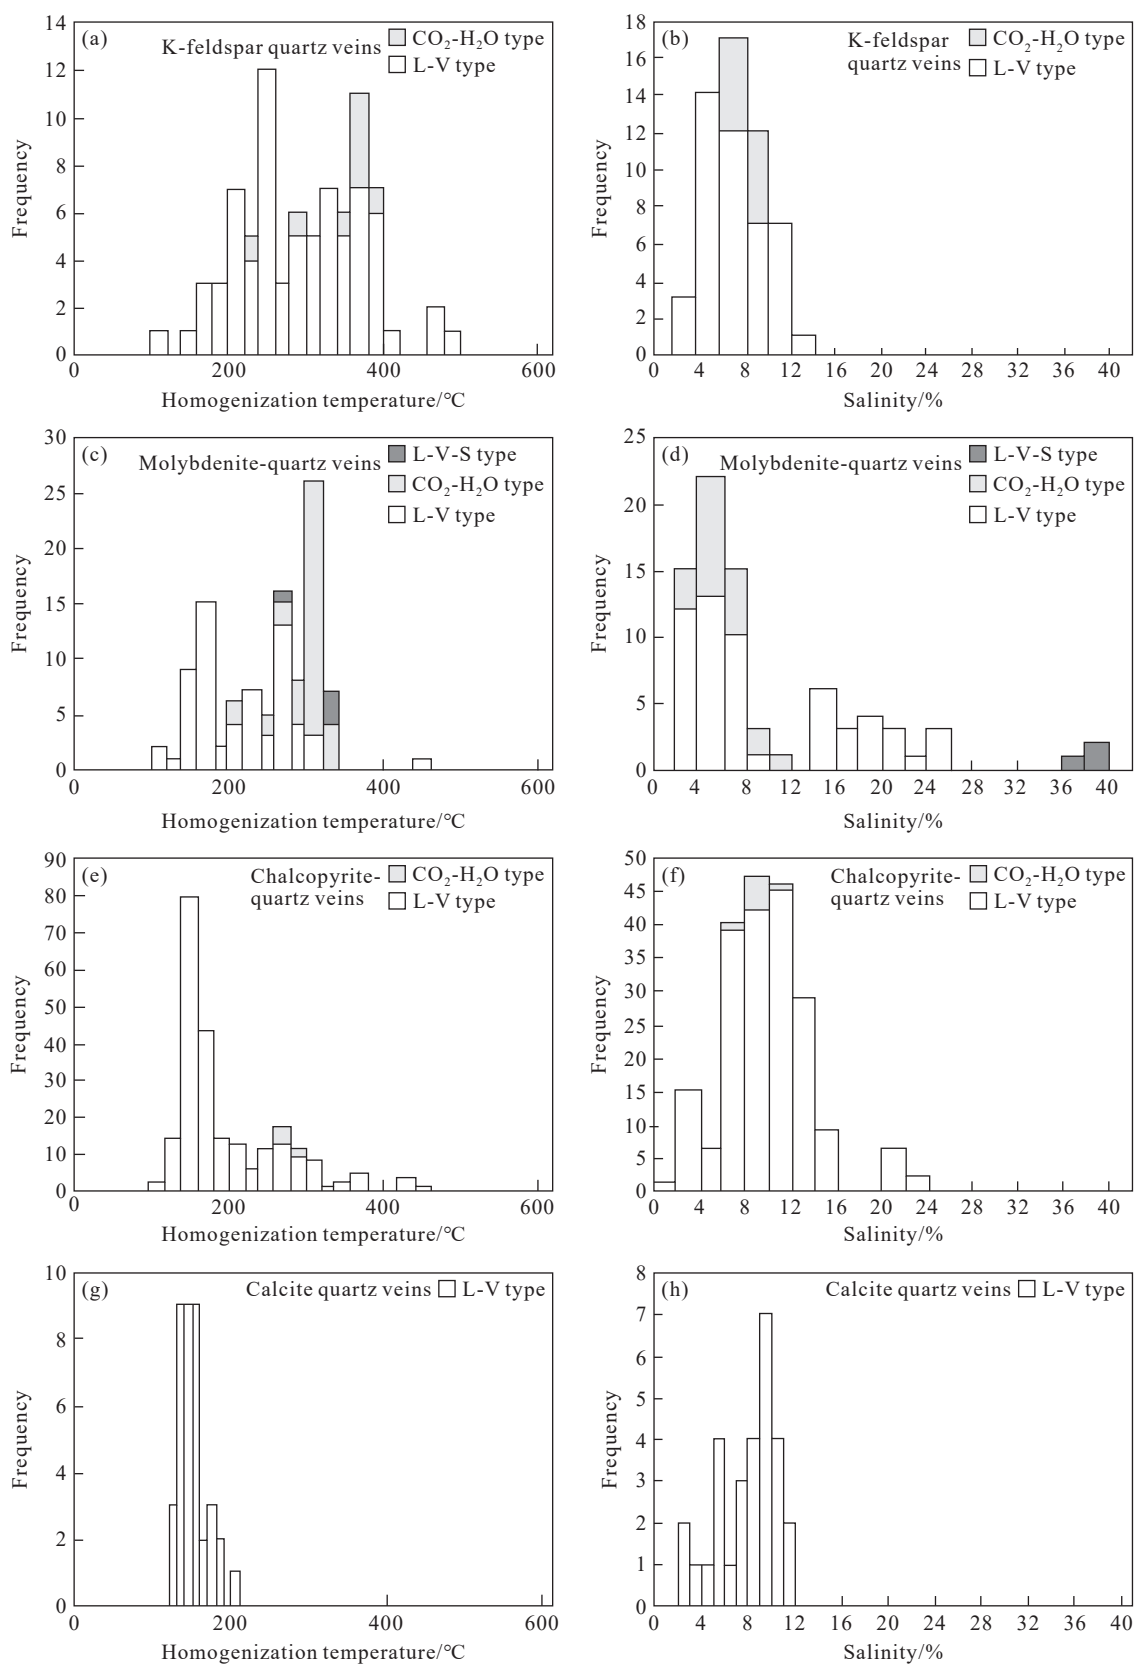 (a)
K-feldspar quartz veins
CO₂-H₂O type
L-V type
Frequency
14
12
10
8
6
4
2
0
0 200 400 600
Homogenization temperature/°C
(b)
K-feldspar
quartz veins
CO₂-H₂O type
L-V type
Frequency
18
16
14
12
10
8
6
4
2
0
0 4 8 12 16 20 24 28 32 36 40
Salinity/%
(c)
Molybdenite-quartz veins
L-V-S type
CO₂-H₂O type
L-V type
Frequency
30
25
20
15
10
5
0
0 200 400 600
Homogenization temperature/°C
(d)
Molybdenite-quartz veins
L-V-S type
CO₂-H₂O type
L-V type
Frequency
25
20
15
10
5
0
0 4 8 12 16 20 24 28 32 36 40
Salinity/%
(e)
Chalcopyrite-
quartz veins
CO₂-H₂O type
L-V type
Frequency
90
80
70
60
50
40
30
20
10
0
0 200 400 600
Homogenization temperature/°C
(f)
Chalcopyrite-
quartz veins
CO₂-H₂O type
L-V type
Frequency
50
45
40
35
30
25
20
15
10
5
0
0 4 8 12 16 20 24 28 32 36 40
Salinity/%
(g)
Calcite quartz veins L-V type
Frequency
10
8
6
4
2
0
0 200 400 600
Homogenization temperature/°C
(h)
Calcite quartz veins L-V type
Frequency
8
7
6
5
4
3
2
1
0
0 4 8 12 16 20 24 28 32 36 40
Salinity/%